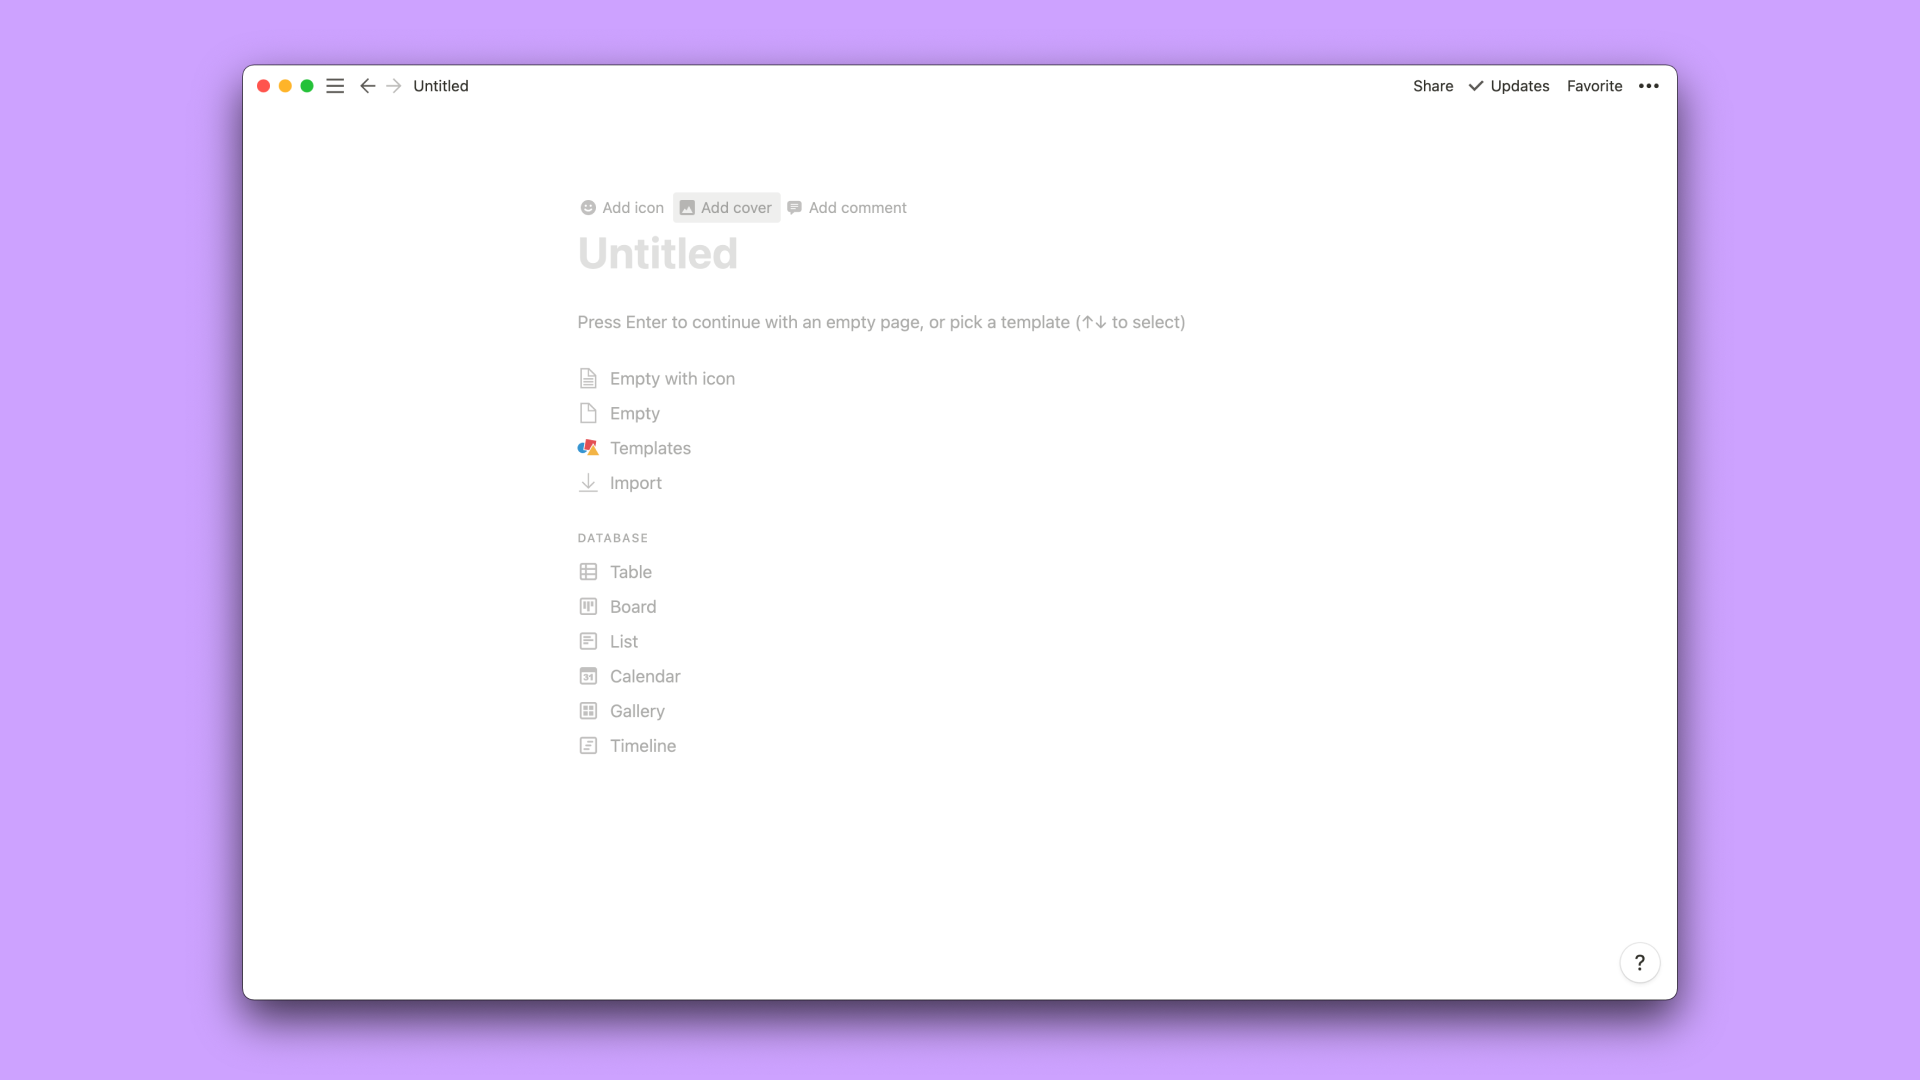 Untitled
Share Updates Favorite •••
Add icon Add cover Add comment
Untitled
Press Enter to continue with an empty page, or pick a template (↑↓ to select)
Empty with icon
Empty
Templates
Import
DATABASE
Table
Board
List
31 Calendar
Gallery
Timeline
?